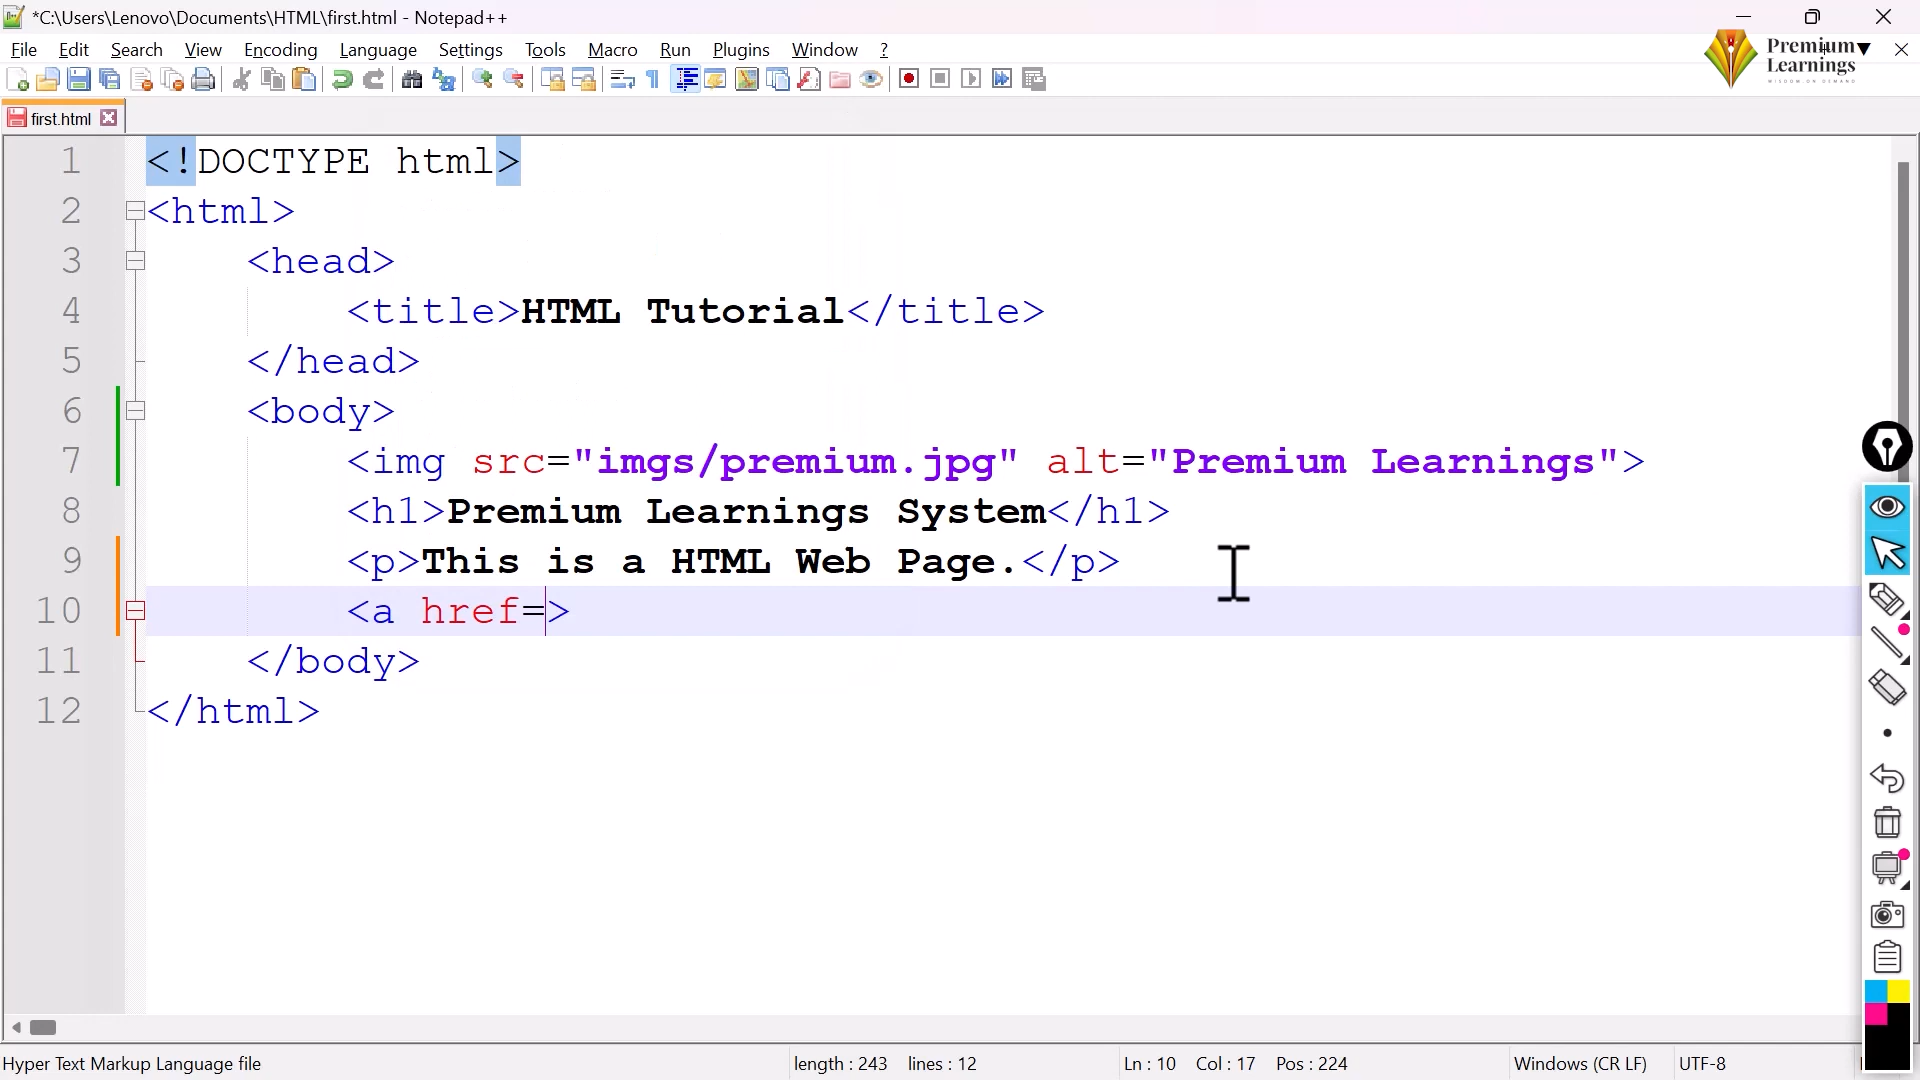 *C:\Users\Lenovo\Documents\HTML\first.html - Notepad++
File Edit Search View Encoding Language Settings Tools Macro Run Plugins Window ?
Premium
Learnings
WISDOM ON DEMAND
first.html
1 <!DOCTYPE html>
2 <html>
3 <head>
4 <title>HTML Tutorial</title>
5 </head>
6 <body>
7 <img src="imgs/premium.jpg" alt="Premium Learnings">
8 <h1>Premium Learnings System</h1>
9 <p>This is a HTML Web Page.</p>
10 <a href=>
11 </body>
12 </html>
Hyper Text Markup Language file length : 243 lines : 12 Ln : 10 Col : 17 Pos : 224 Windows (CR LF) UTF-8